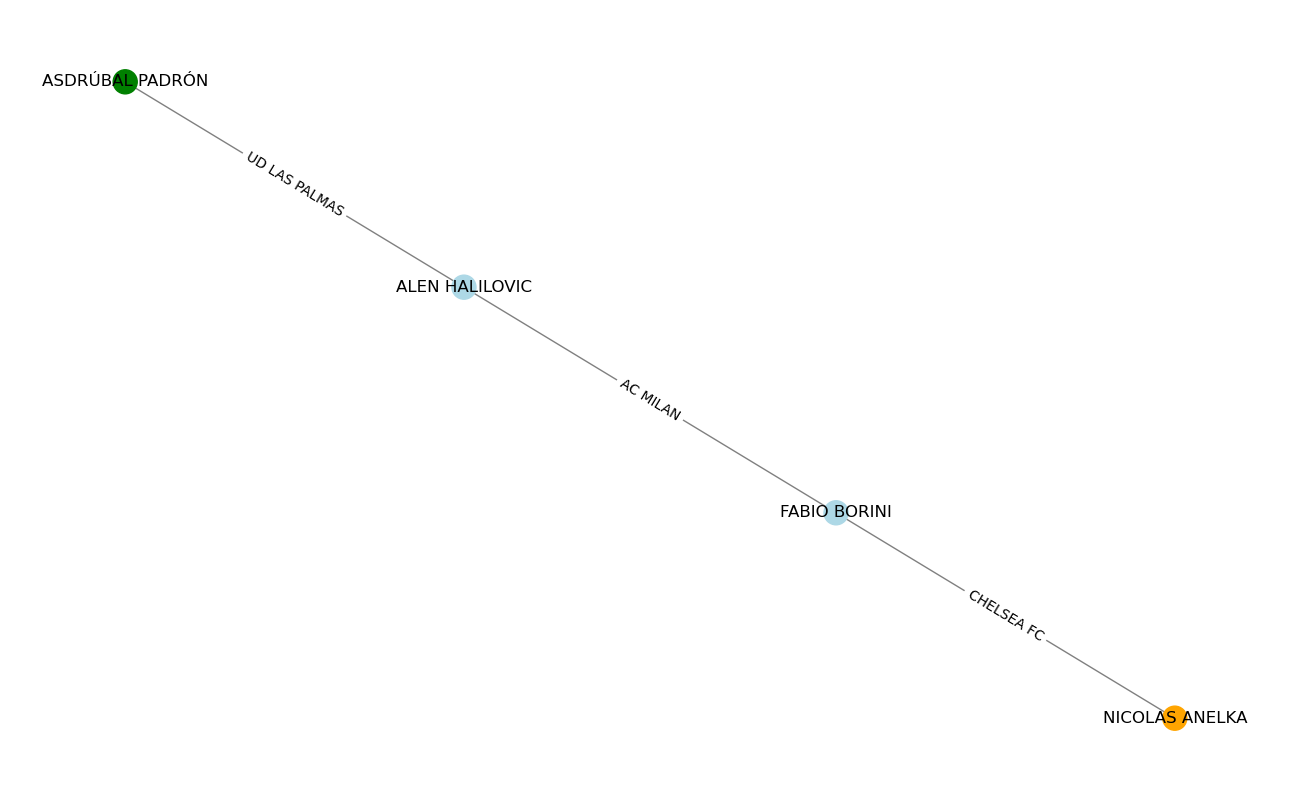 ASDRÚBAL PADRÓN
UD LAS PALMAS
ALEN HALILOVIC
AC MILAN
FABIO BORINI
CHELSEA FC
NICOLAS ANELKA